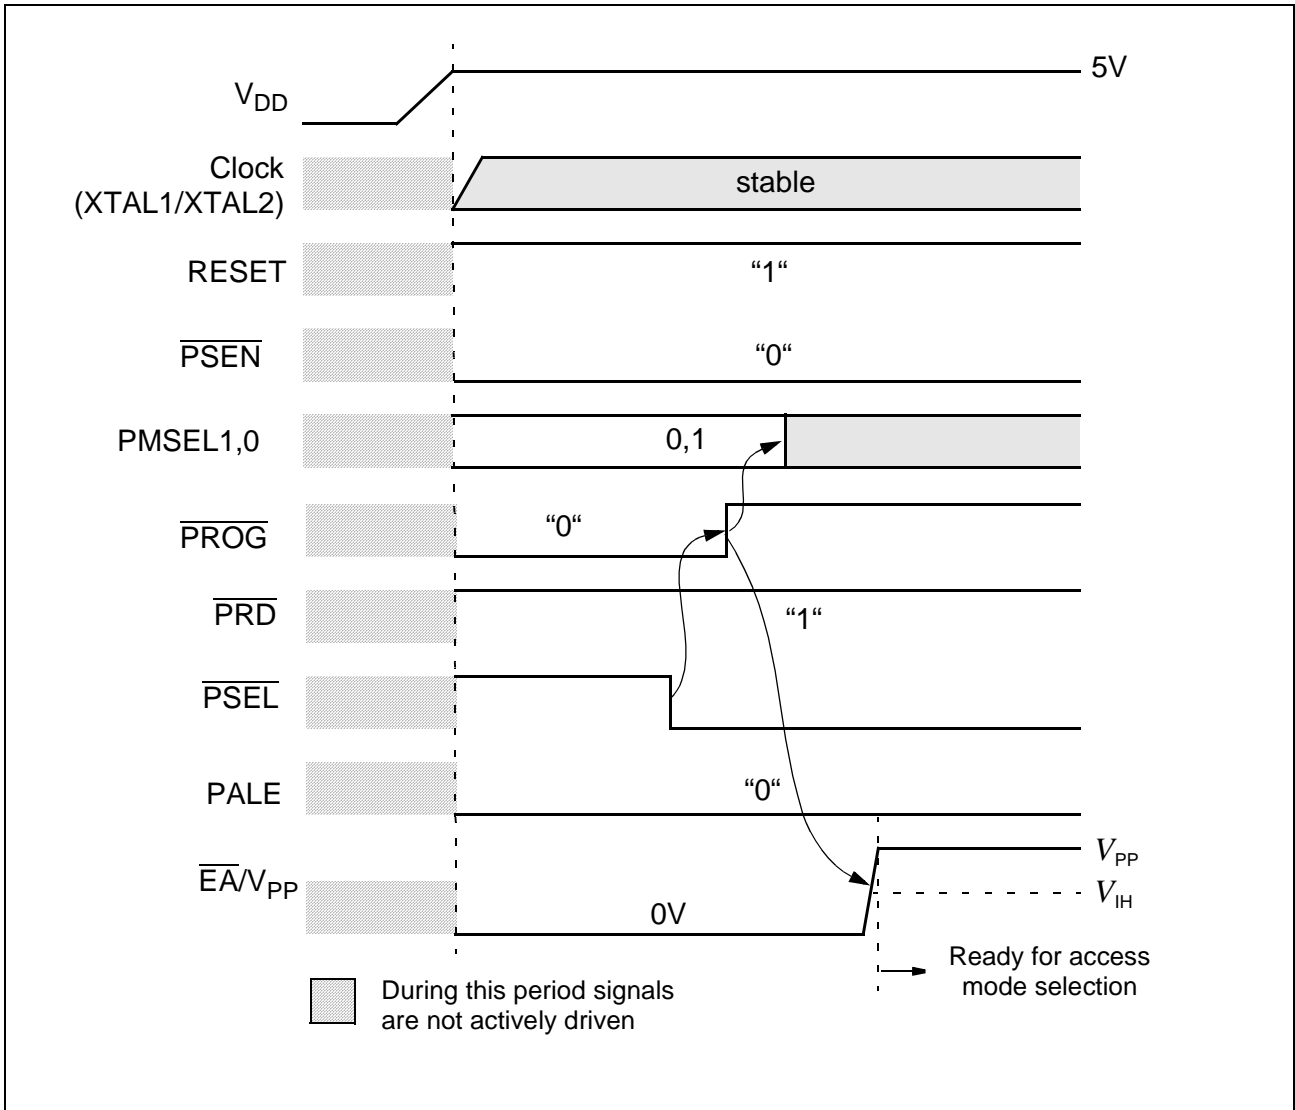 VDD
5V
Clock
(XTAL1/XTAL2)
stable
RESET
“1“
PSEN
“0“
PMSEL1,0
0,1
PROG
“0“
PRD
“1“
PSEL
PALE
“0“
EA/VPP
0V
VPP
VIH
Ready for access
mode selection
During this period signals
are not actively driven